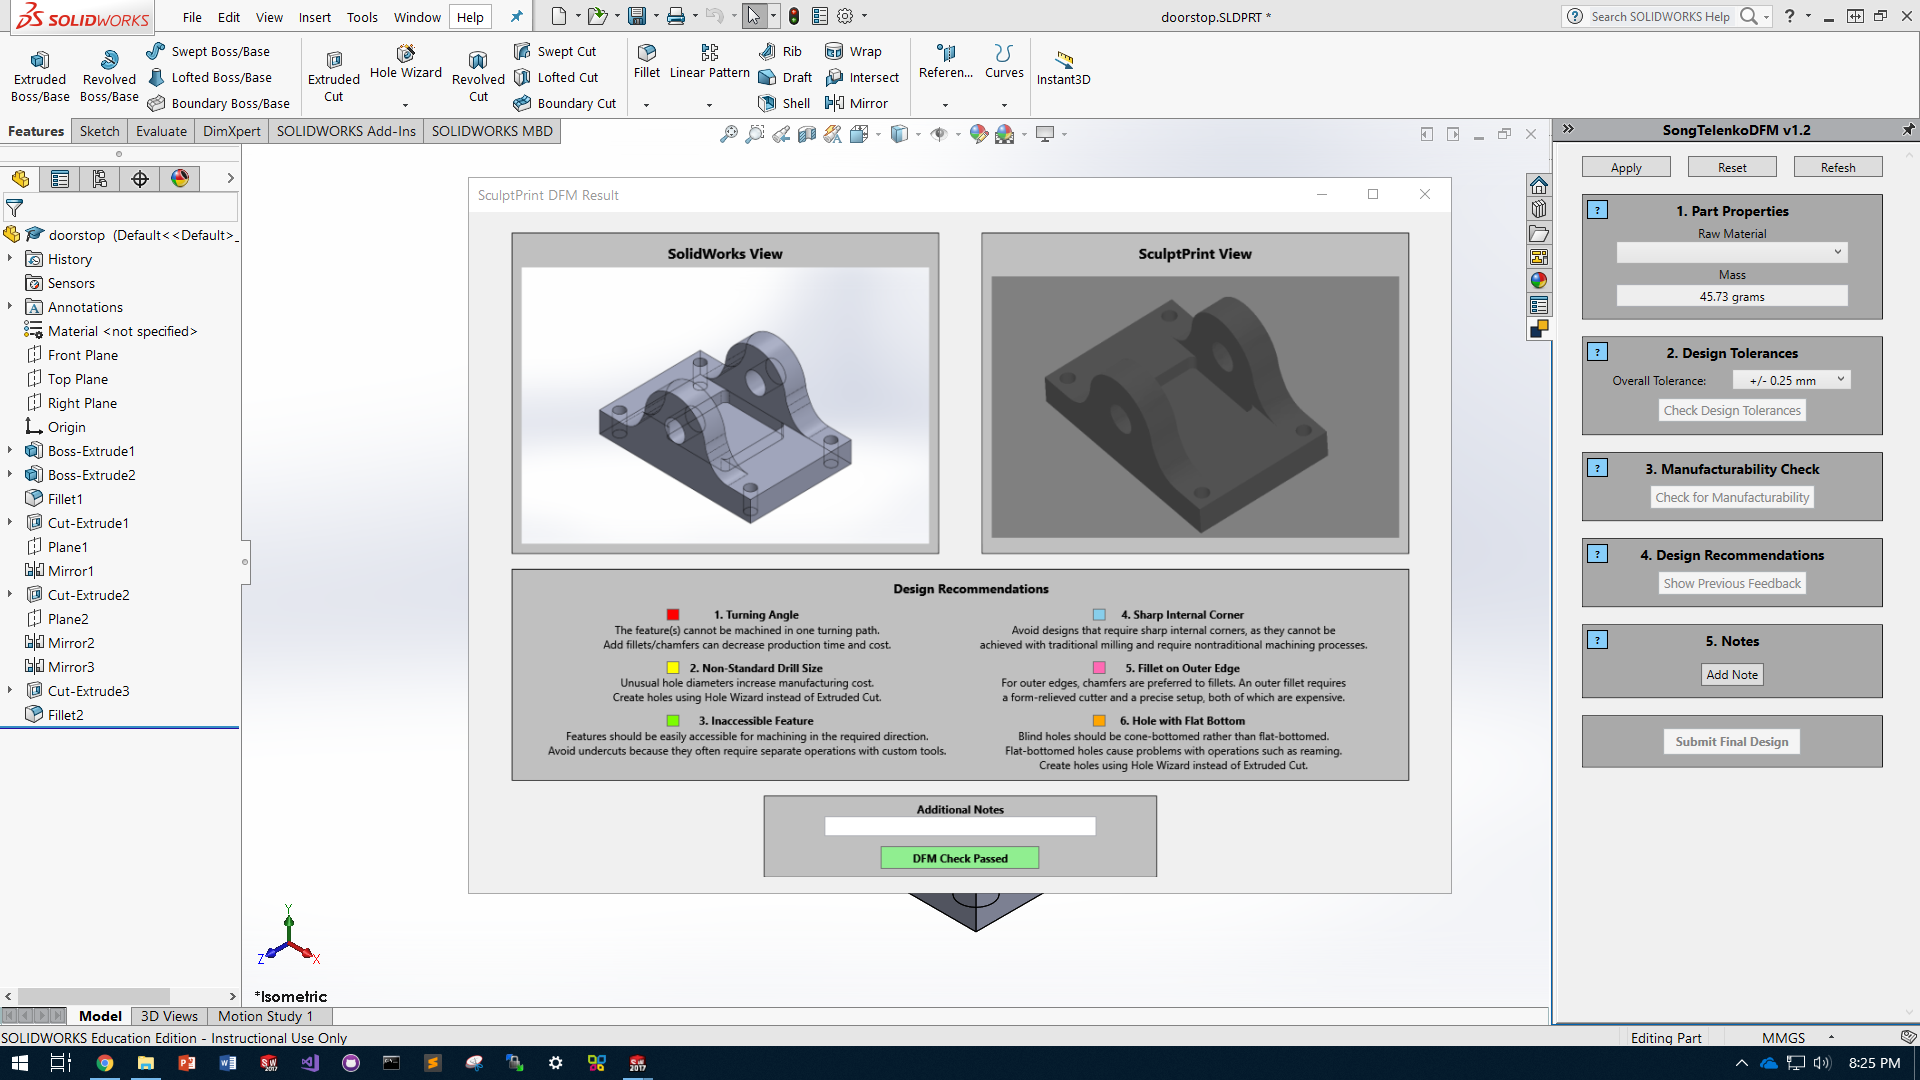 SOLIDWORKS
File Edit View Insert Tools Window Help
doorstop.SLDPRT *
Search SOLIDWORKS Help
Extruded Boss/Base
Revolved Boss/Base
Swept Boss/Base
Lofted Boss/Base
Boundary Boss/Base
Extruded Cut
Hole Wizard
Revolved Cut
Swept Cut
Lofted Cut
Boundary Cut
Fillet
Linear Pattern
Rib
Draft
Shell
Wrap
Intersect
Mirror
Referen...
Curves
Instant3D
Features Sketch Evaluate DimXpert SOLIDWORKS Add-Ins SOLIDWORKS MBD
doorstop (Default<<Default>_
History
Sensors
Annotations
Material <not specified>
Front Plane
Top Plane
Right Plane
Origin
Boss-Extrude1
Boss-Extrude2
Fillet1
Cut-Extrude1
Plane1
Mirror1
Cut-Extrude2
Plane2
Mirror2
Mirror3
Cut-Extrude3
Fillet2
SculptPrint DFM Result
SolidWorks View
SculptPrint View
Design Recommendations
1. Turning Angle
The feature(s) cannot be machined in one turning path.
Add fillets/chamfers can decrease production time and cost.
2. Non-Standard Drill Size
Unusual hole diameters increase manufacturing cost.
Create holes using Hole Wizard instead of Extruded Cut.
3. Inaccessible Feature
Features should be easily accessible for machining in the required direction.
Avoid undercuts because they often require separate operations with custom tools.
4. Sharp Internal Corner
Avoid designs that require sharp internal corners, as they cannot be
achieved with traditional milling and require nontraditional machining processes.
5. Fillet on Outer Edge
For outer edges, chamfers are preferred to fillets. An outer fillet requires
a form-relieved cutter and a precise setup, both of which are expensive.
6. Hole with Flat Bottom
Blind holes should be cone-bottomed rather than flat-bottomed.
Flat-bottomed holes cause problems with operations such as reaming.
Create holes using Hole Wizard instead of Extruded Cut.
Additional Notes
DFM Check Passed
Y
Z
X
*Isometric
SongTelenkoDFM v1.2
Apply Reset Refesh
? 1. Part Properties
Raw Material
Mass
45.73 grams
? 2. Design Tolerances
Overall Tolerance: +/- 0.25 mm
Check Design Tolerances
? 3. Manufacturability Check
Check for Manufacturability
? 4. Design Recommendations
Show Previous Feedback
? 5. Notes
Add Note
Submit Final Design
Model 3D Views Motion Study 1
SOLIDWORKS Education Edition - Instructional Use Only
Editing Part MMGS
8:25 PM